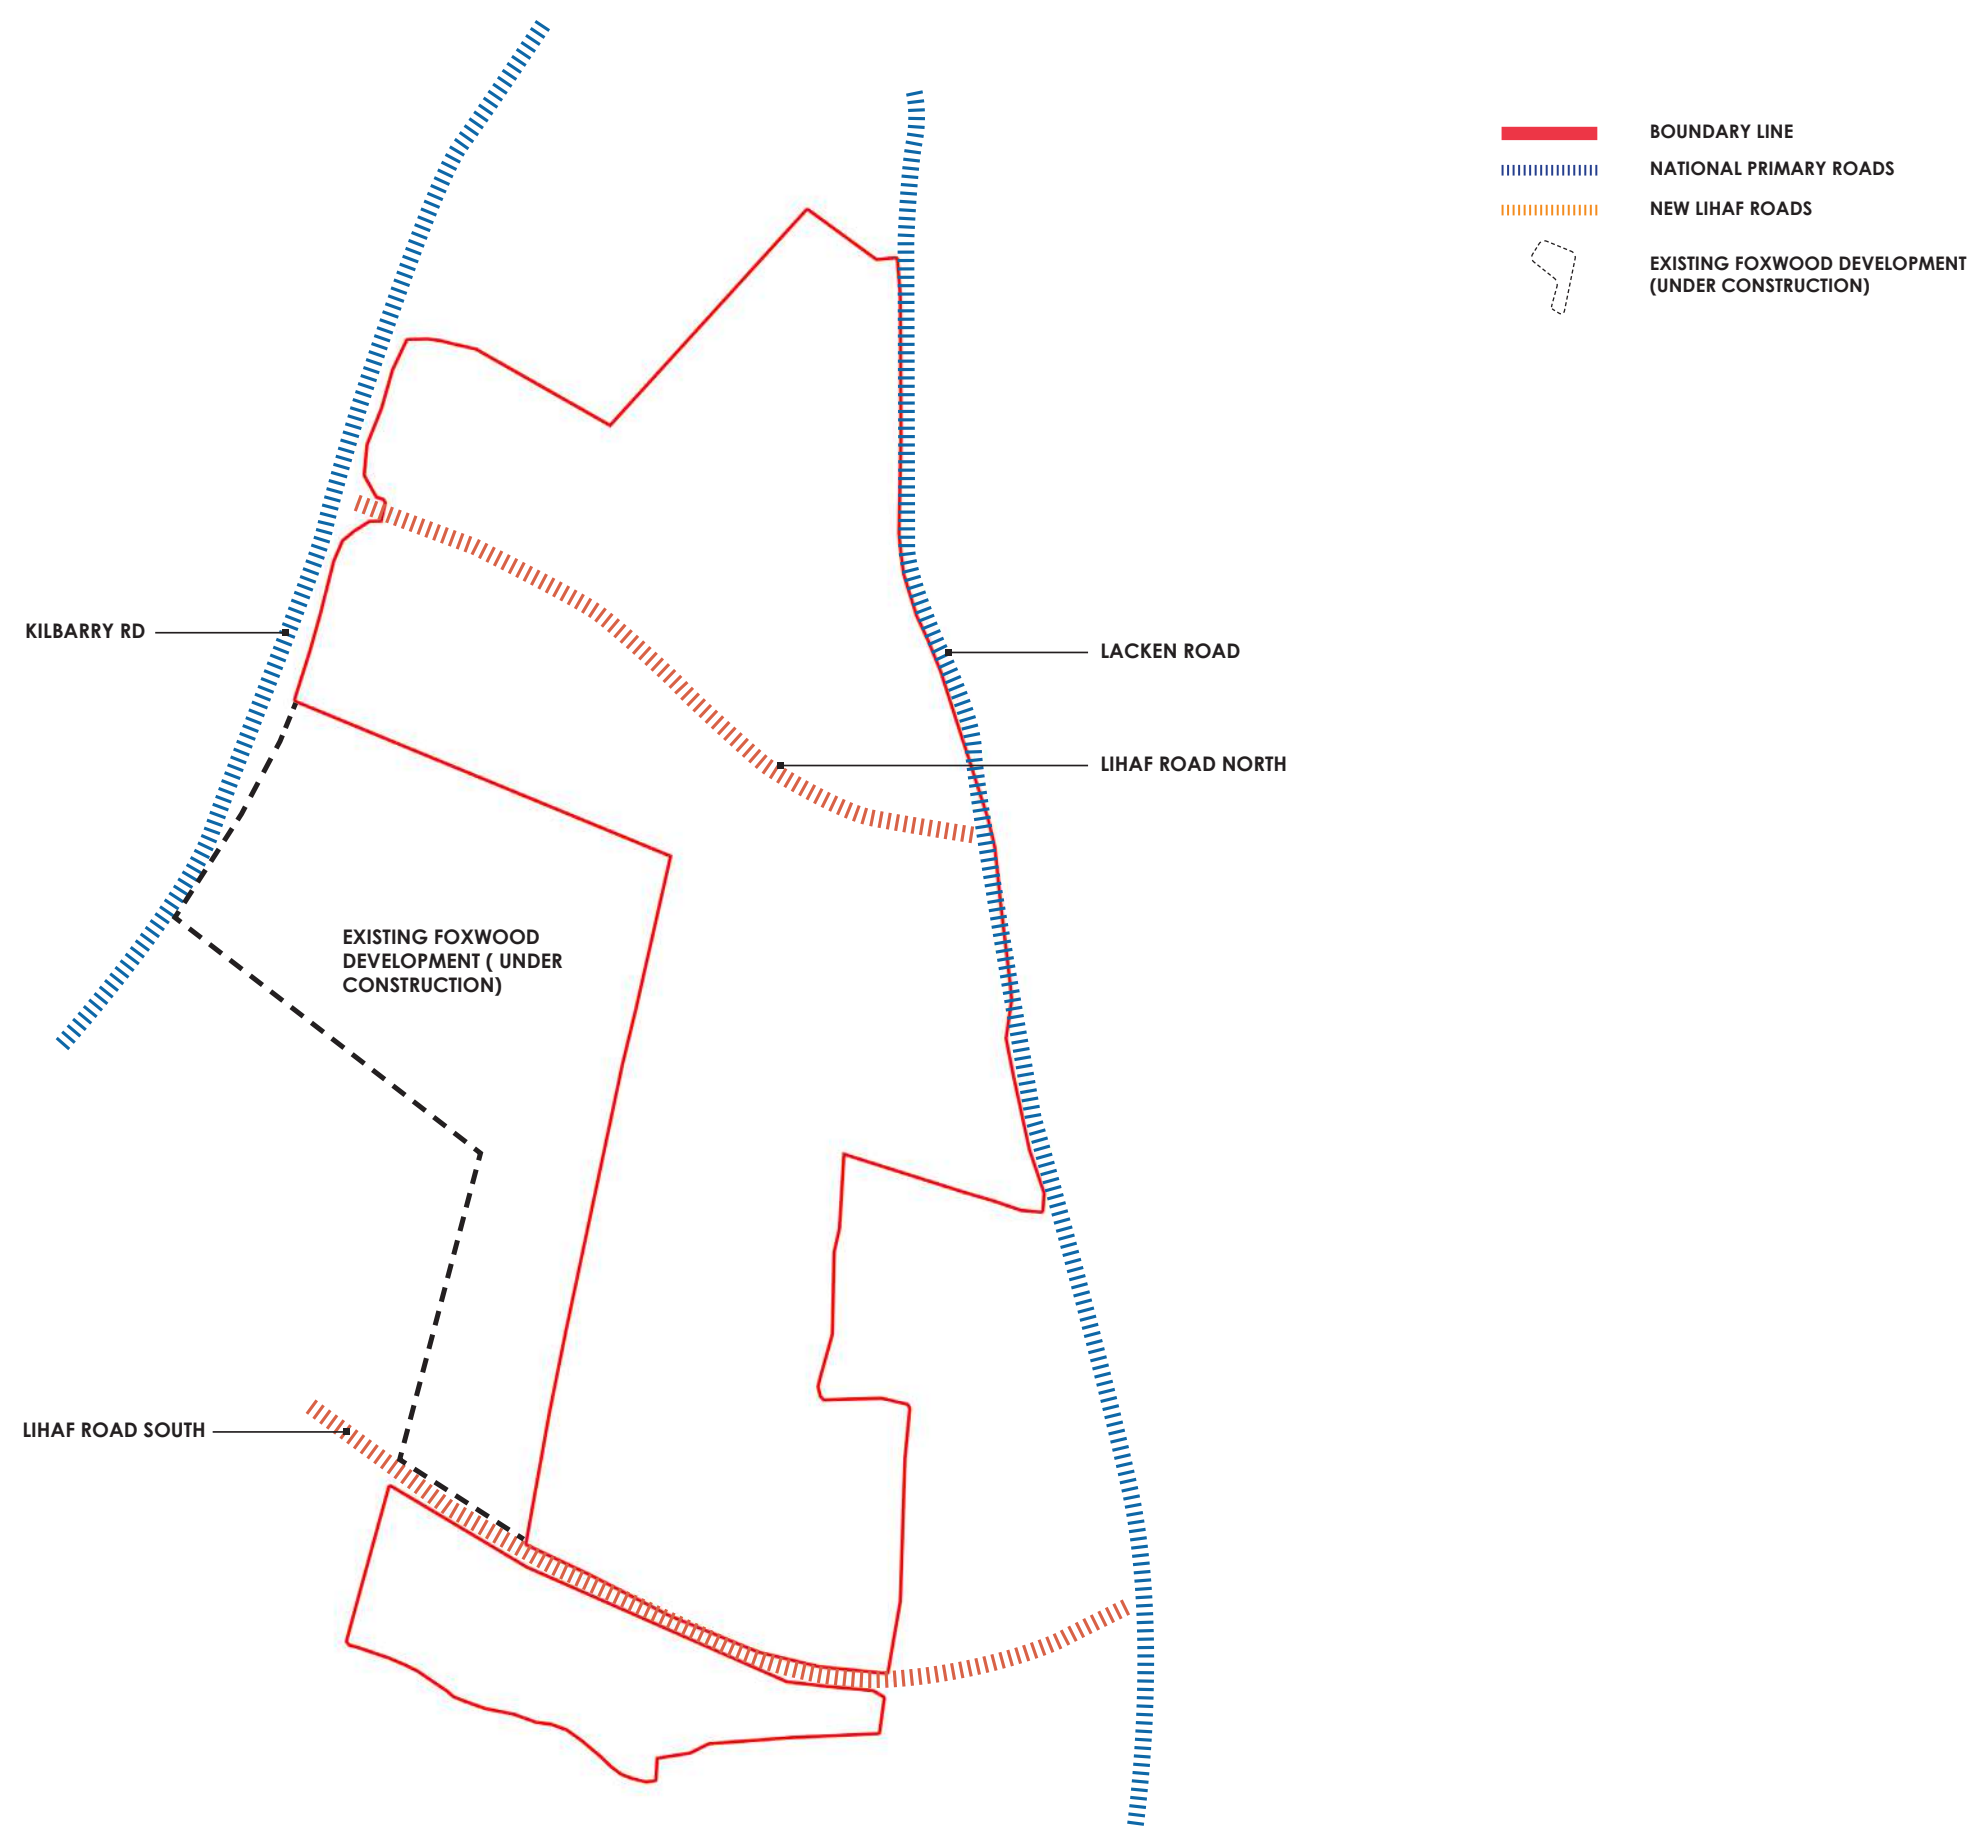 BOUNDARY LINE
NATIONAL PRIMARY ROADS
NEW LIHAF ROADS
EXISTING FOXWOOD DEVELOPMENT
(UNDER CONSTRUCTION)
KILBARRY RD
LACKEN ROAD
LIHAF ROAD NORTH
EXISTING FOXWOOD
DEVELOPMENT ( UNDER
CONSTRUCTION)
LIHAF ROAD SOUTH